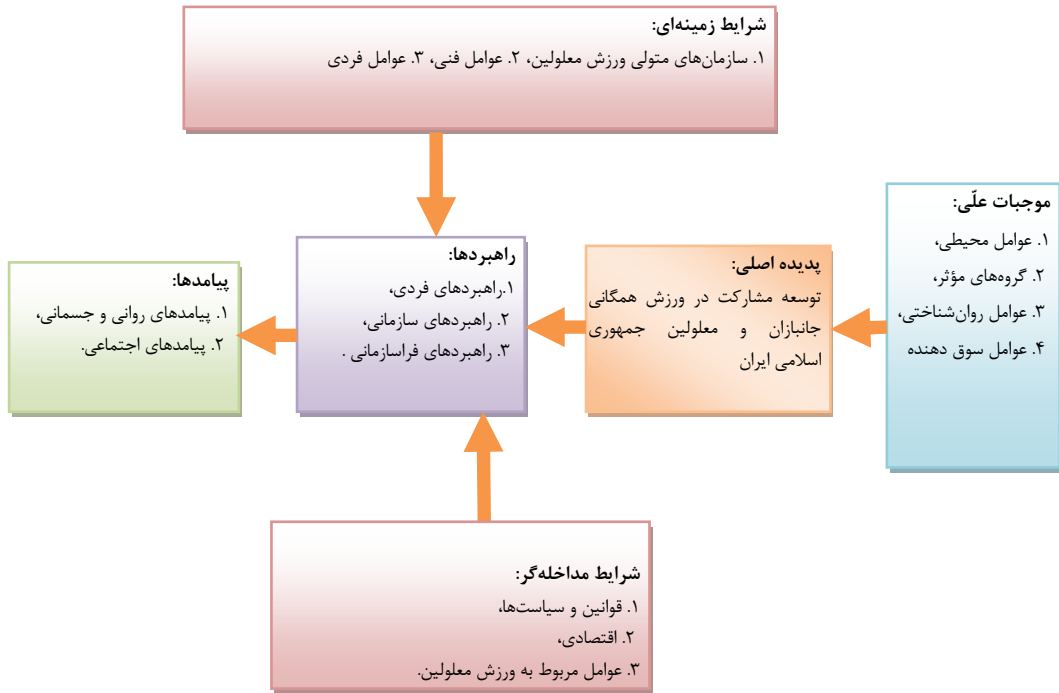 شرایط زمینه‌ای:
۱. سازمان‌های متولی ورزش معلولین، ۲. عوامل فنی، ۳. عوامل فردی
موجبات علّی:
۱. عوامل محیطی،
۲. گروه‌های مؤثر،
۳. عوامل روان‌شناختی،
۴. عوامل سوق دهنده
پدیده اصلی:
توسعه مشارکت در ورزش همگانی
جانبازان و معلولین جمهوری
اسلامی ایران
راهبردها:
۱.راهبردهای فردی،
۲. راهبردهای سازمانی،
۳. راهبردهای فراسازمانی .
پیامدها:
۱. پیامدهای روانی و جسمانی،
۲. پیامدهای اجتماعی.
شرایط مداخله‌گر:
۱. قوانین و سیاست‌ها،
۲. اقتصادی،
۳. عوامل مربوط به ورزش معلولین.